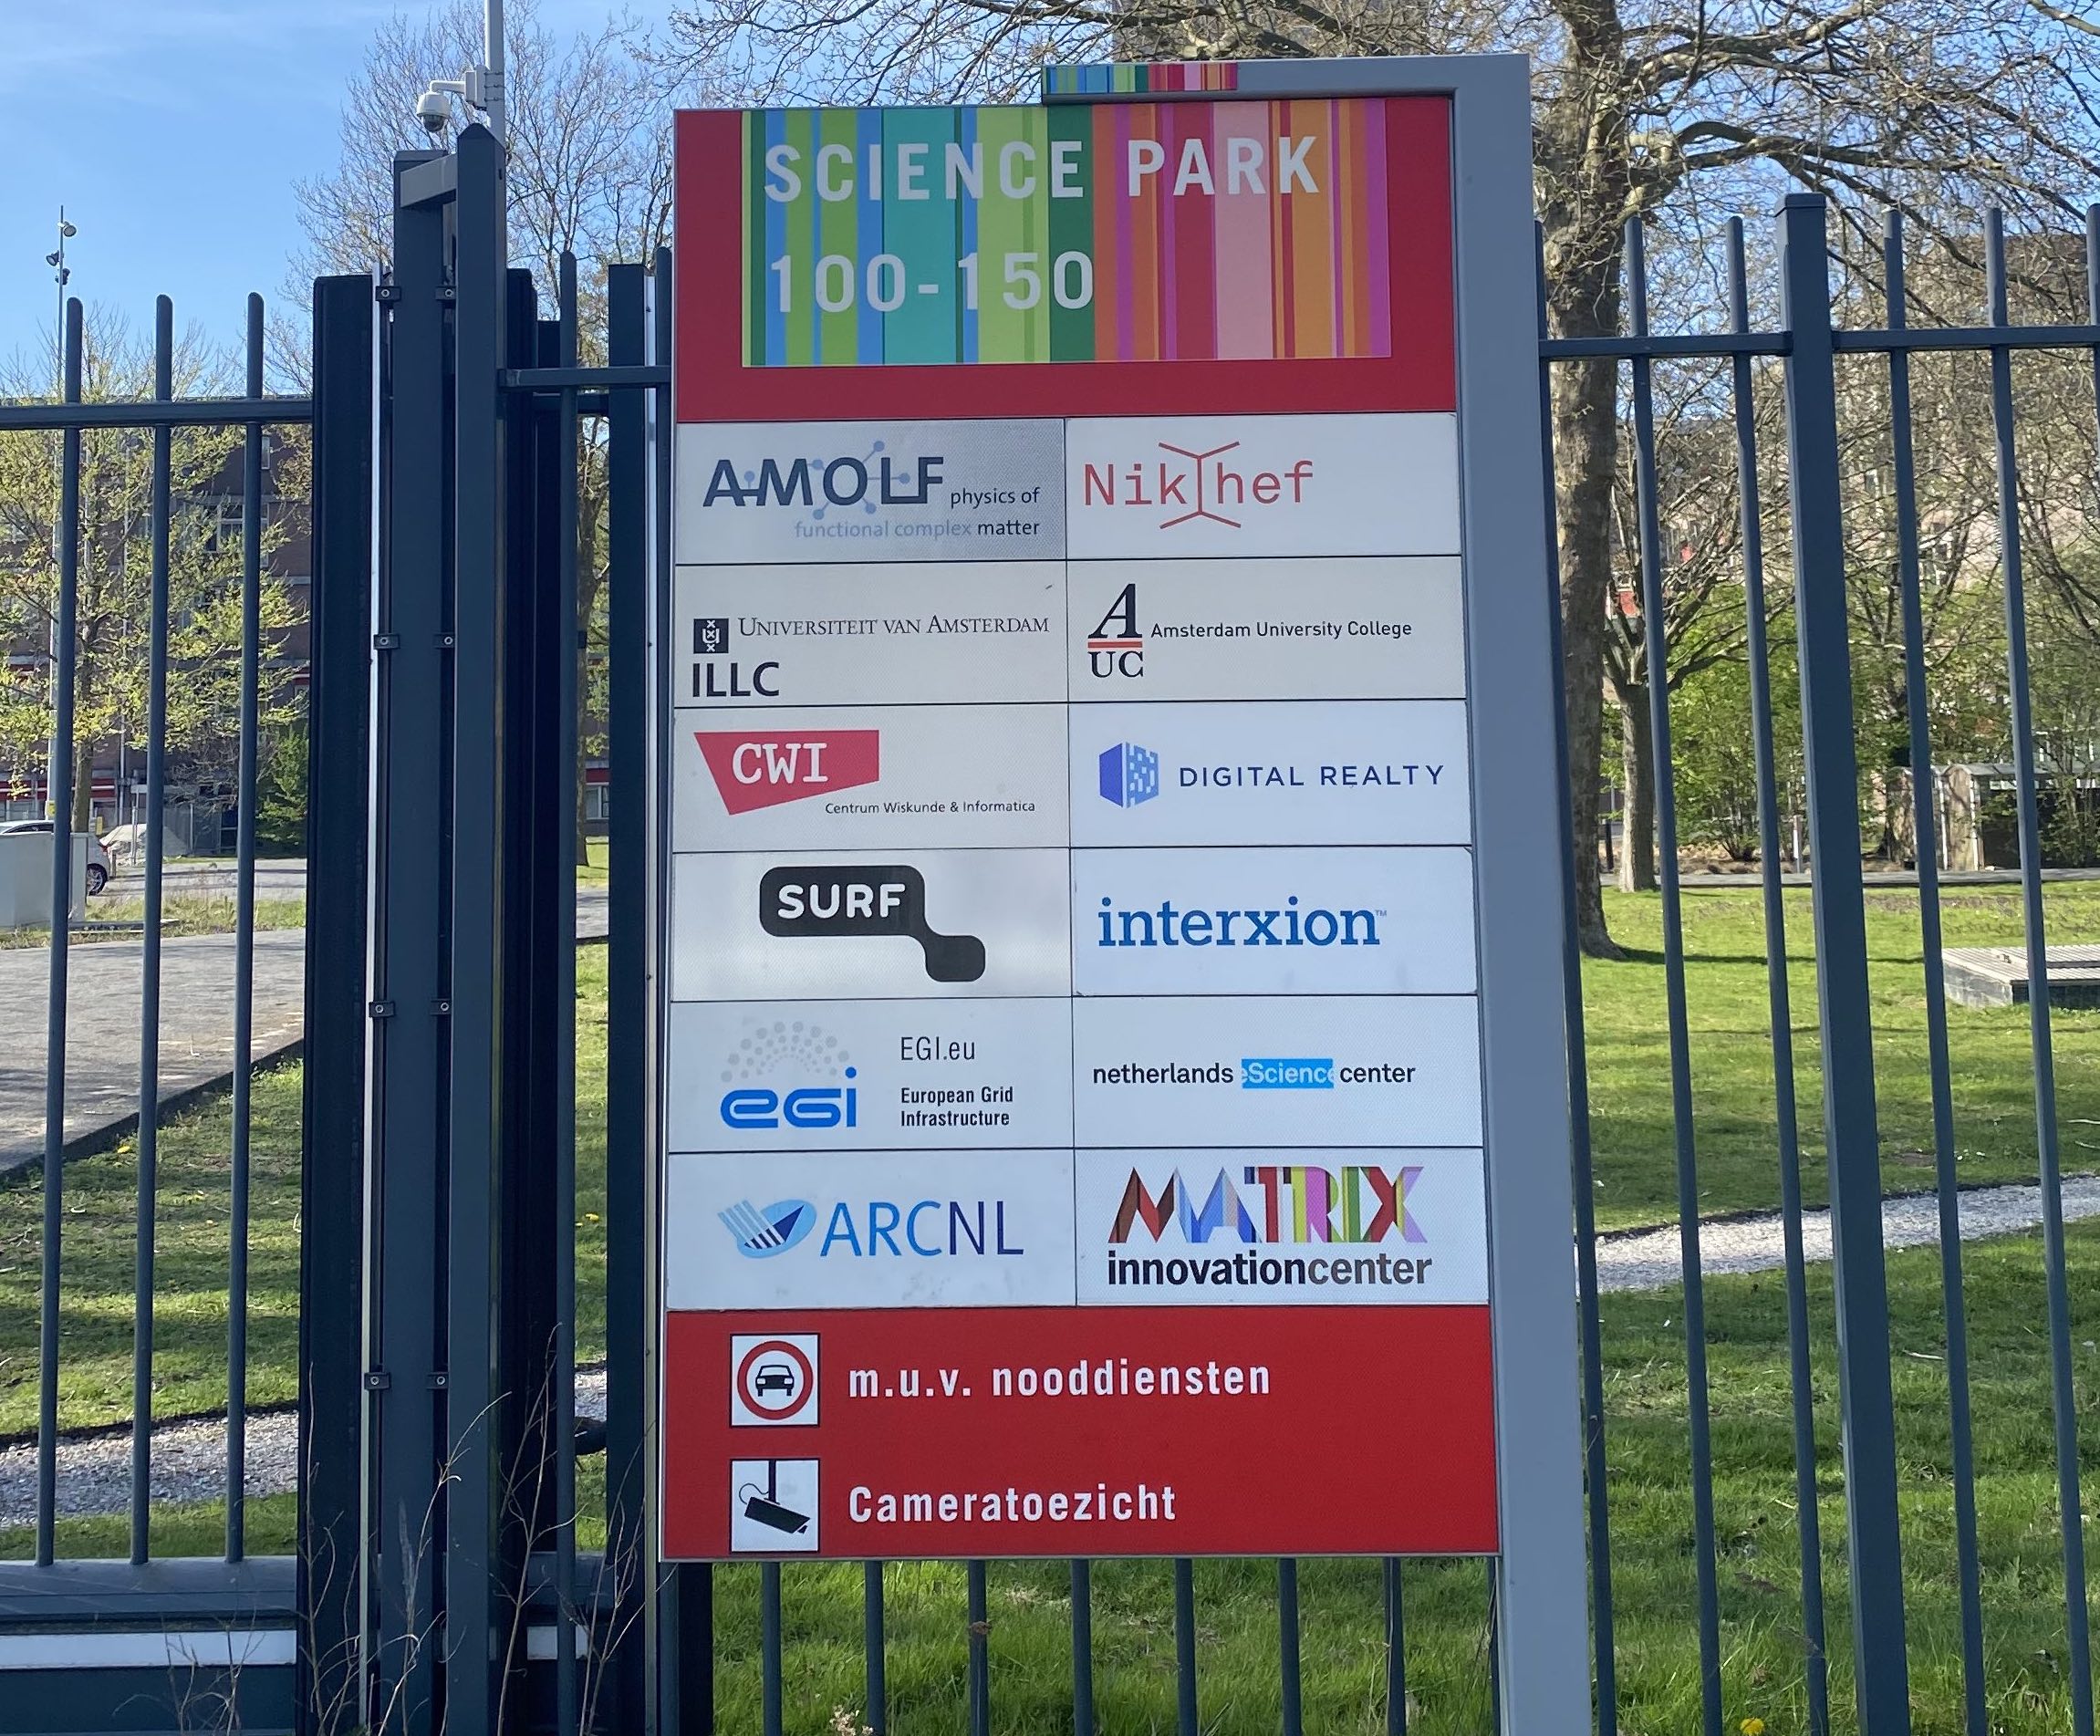 SCIENCE PARK
100-150
AMOLF physics of
functional complex matter
Nikhef
UNIVERSITEIT VAN AMSTERDAM
ILLC
A
UC
Amsterdam University College
CWI
Centrum Wiskunde & Informatica
DIGITAL REALTY
SURF
interxion™
egi
EGI.eu
European Grid
Infrastructure
netherlands eScience center
ARCNL
MATRIX
innovationcenter
m.u.v. nooddiensten
Cameratoezicht